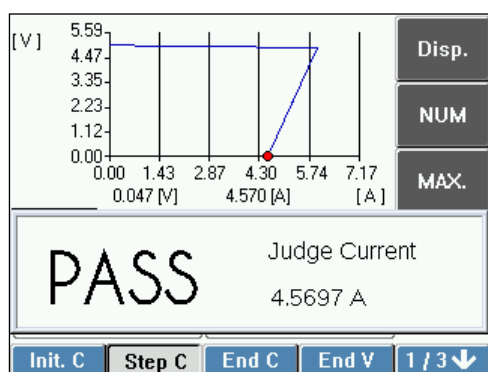 [V]
5.59
4.47
3.35
2.23
1.12
0.00
0.00 1.43 2.87 4.30 5.74 7.17
0.047 [V] 4.570 [A] [A]
Disp.
NUM
MAX.
PASS
Judge Current
4.5697 A
Init. C Step C End C End V 1/3↓